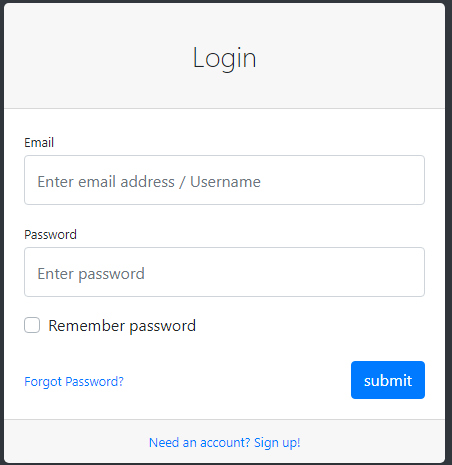 Login
Email
Enter email address / Username
Password
Enter password
Remember password
Forgot Password?
submit
Need an account? Sign up!